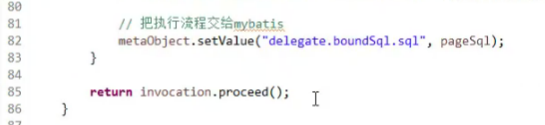 80
81 // 把执行流程交给mybatis
82 metaObject.setValue("delegate.boundSql.sql", pageSql);
83 }
84
85 return invocation.proceed();
86 }